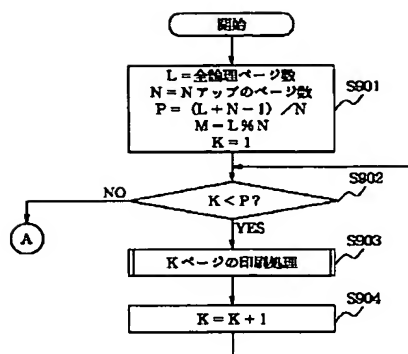 開始
L=全論理ページ数
N=Nアップのページ数
P=(L+N-1)/N
M=L%N
K=1
S901
K<P?
S902
NO
YES
A
Kページの印刷処理
S903
K=K+1
S904